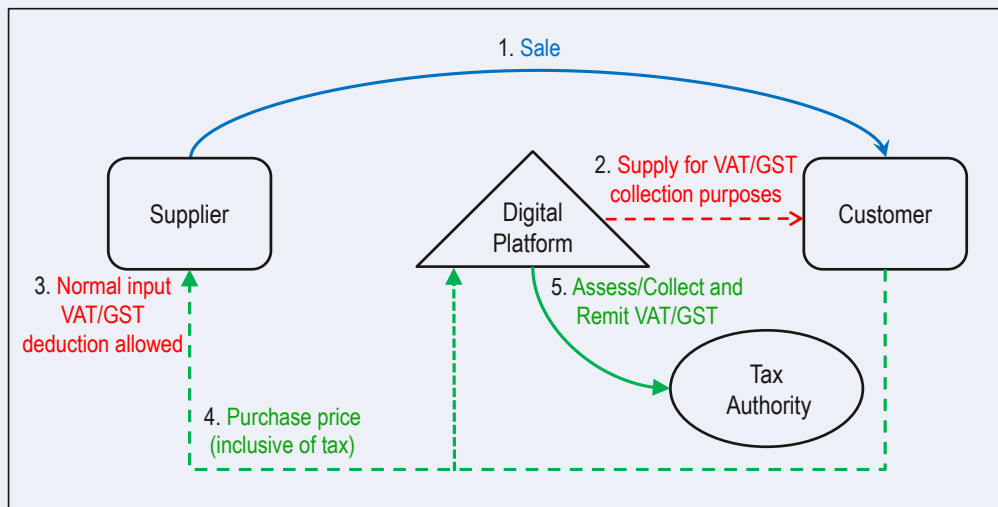 1. Sale
Supplier
Digital
Platform
2. Supply for VAT/GST
collection purposes
Customer
3. Normal input
VAT/GST
deduction allowed
5. Assess/Collect and
Remit VAT/GST
Tax
Authority
4. Purchase price
(inclusive of tax)